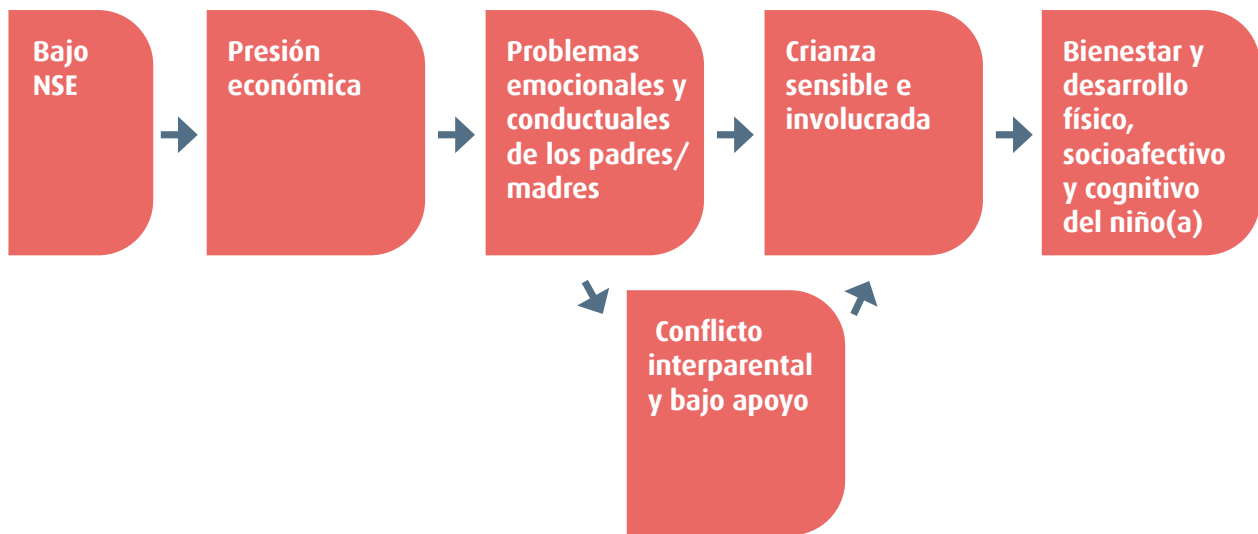 Bajo
NSE
Presión
económica
Problemas
emocionales y
conductuales
de los padres/
madres
Crianza
sensible e
involucrada
Bienestar y
desarrollo
físico,
socioafectivo
y cognitivo
del niño(a)
Conflicto
interparental
y bajo apoyo